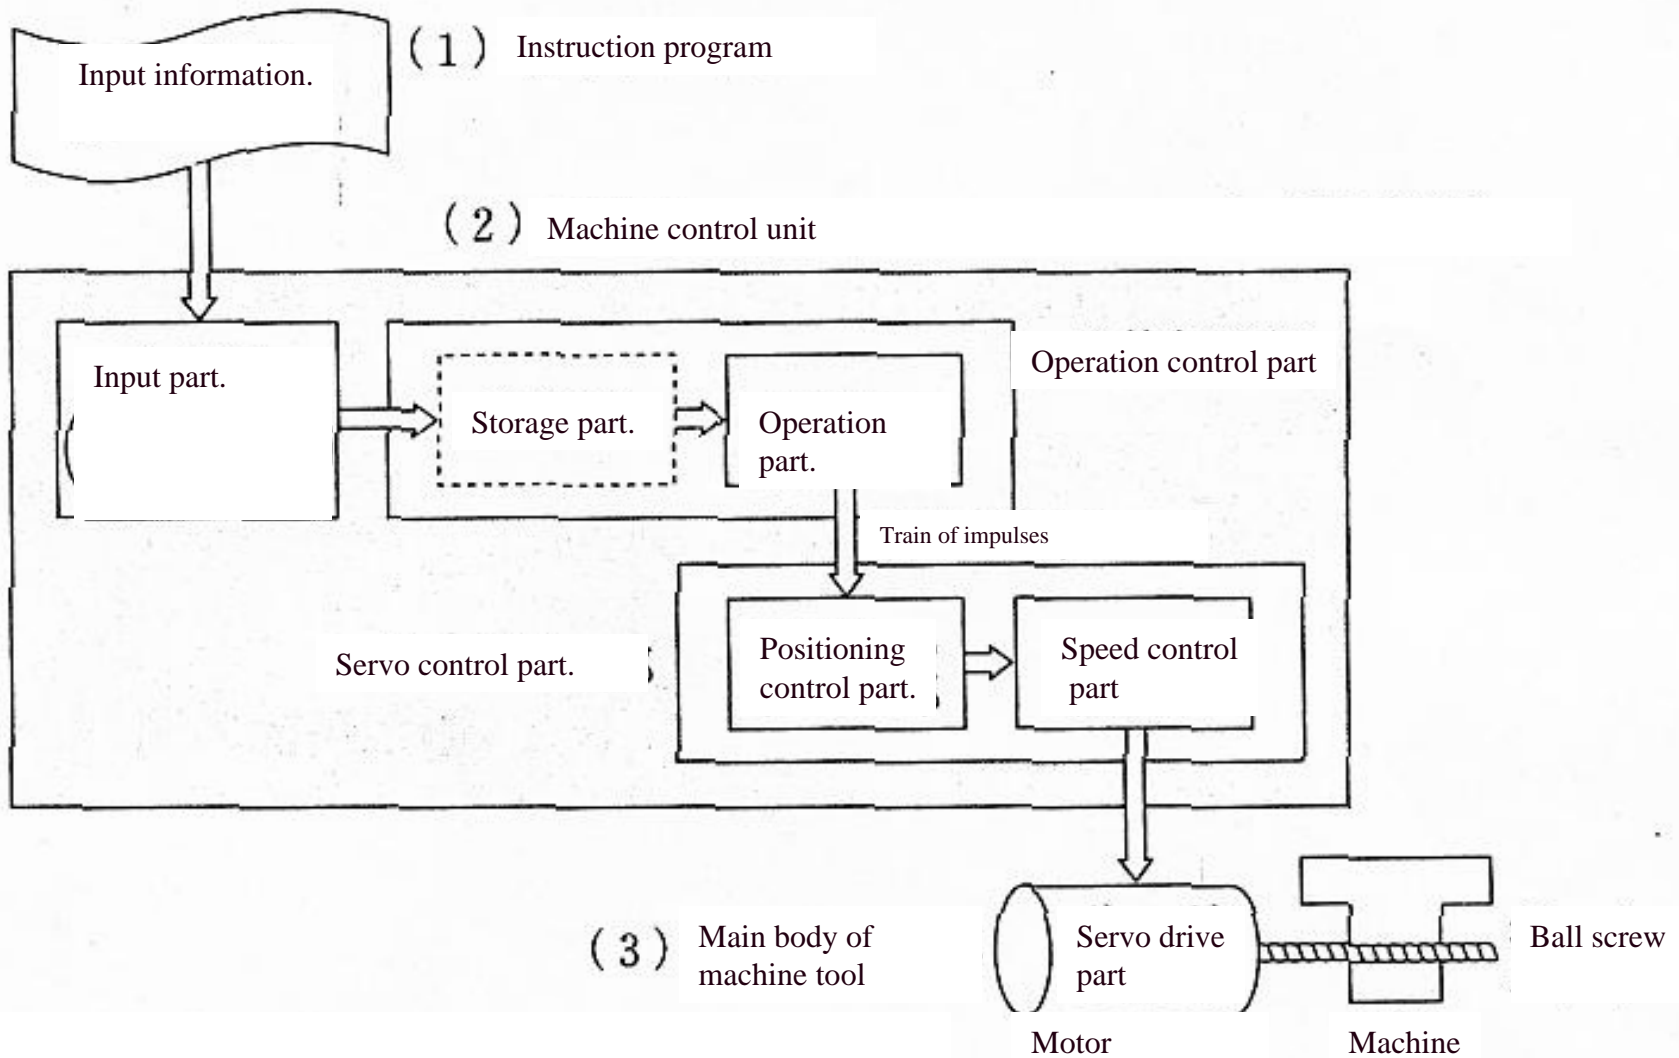 (1) Instruction program
Input information.
(2) Machine control unit
Input part.
Operation control part
Storage part.
Operation
part.
Train of impulses
Servo control part.
Positioning
control part.
Speed control
part
(3) Main body of
machine tool
Servo drive
part
Ball screw
Motor
Machine